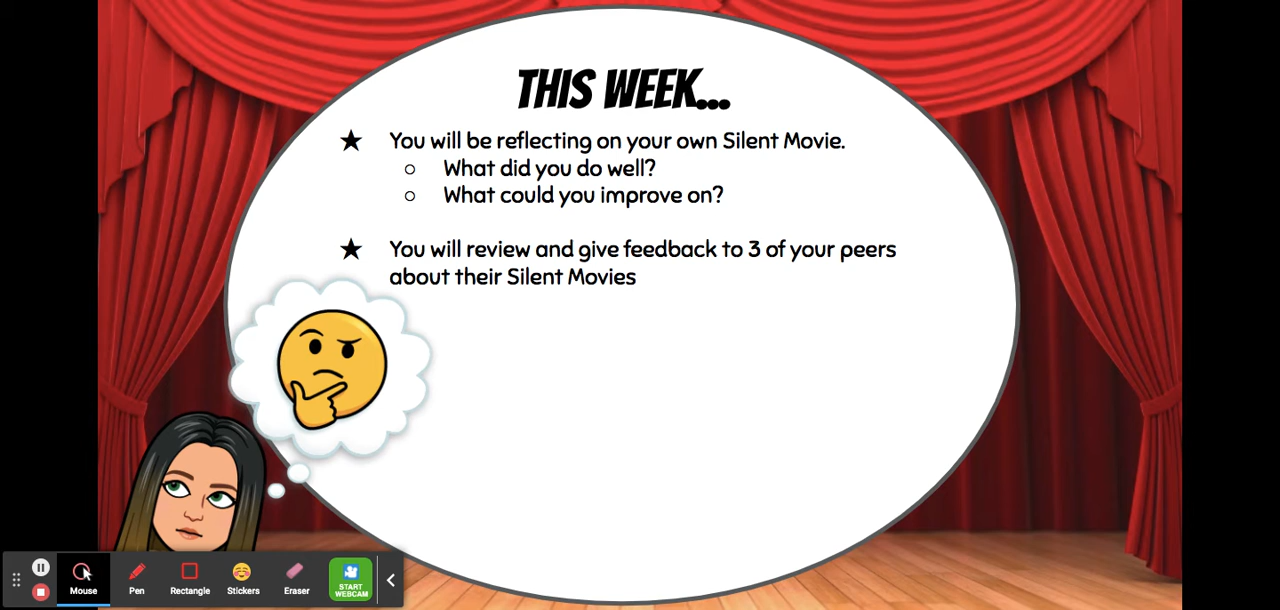 THIS WEEK...
★ You will be reflecting on your own Silent Movie.
○ What did you do well?
○ What could you improve on?
★ You will review and give feedback to 3 of your peers
about their Silent Movies
Mouse
Pen
Rectangle
Stickers
Eraser
START
WEBCAM